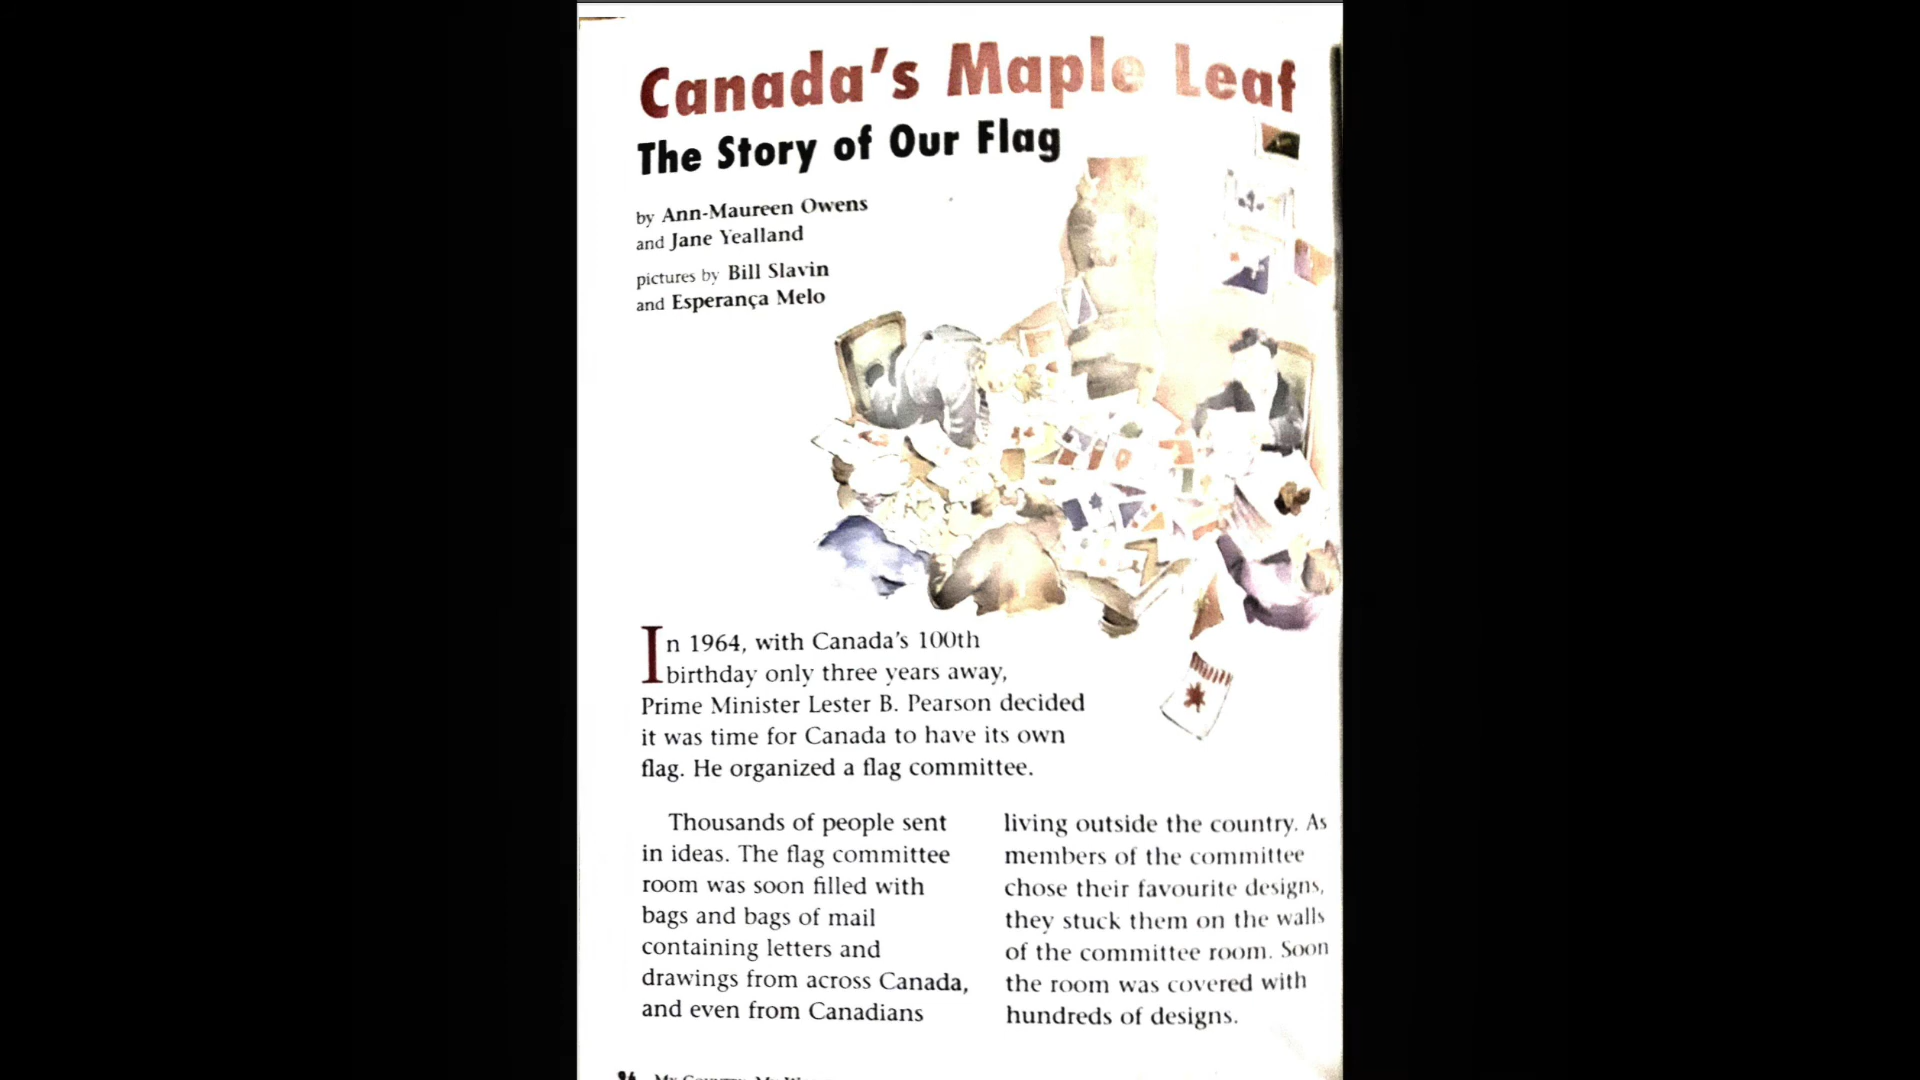 Canada's Maple Leaf
The Story of Our Flag
by Ann-Maureen Owens
and Jane Yealland
pictures by Bill Slavin
and Esperança Melo
In 1964, with Canada's 100th
birthday only three years away,
Prime Minister Lester B. Pearson decided
it was time for Canada to have its own
flag. He organized a flag committee.
Thousands of people sent
in ideas. The flag committee
room was soon filled with
bags and bags of mail
containing letters and
drawings from across Canada,
and even from Canadians
living outside the country. As
members of the committee
chose their favourite designs,
they stuck them on the walls
of the committee room. Soon
the room was covered with
hundreds of designs.